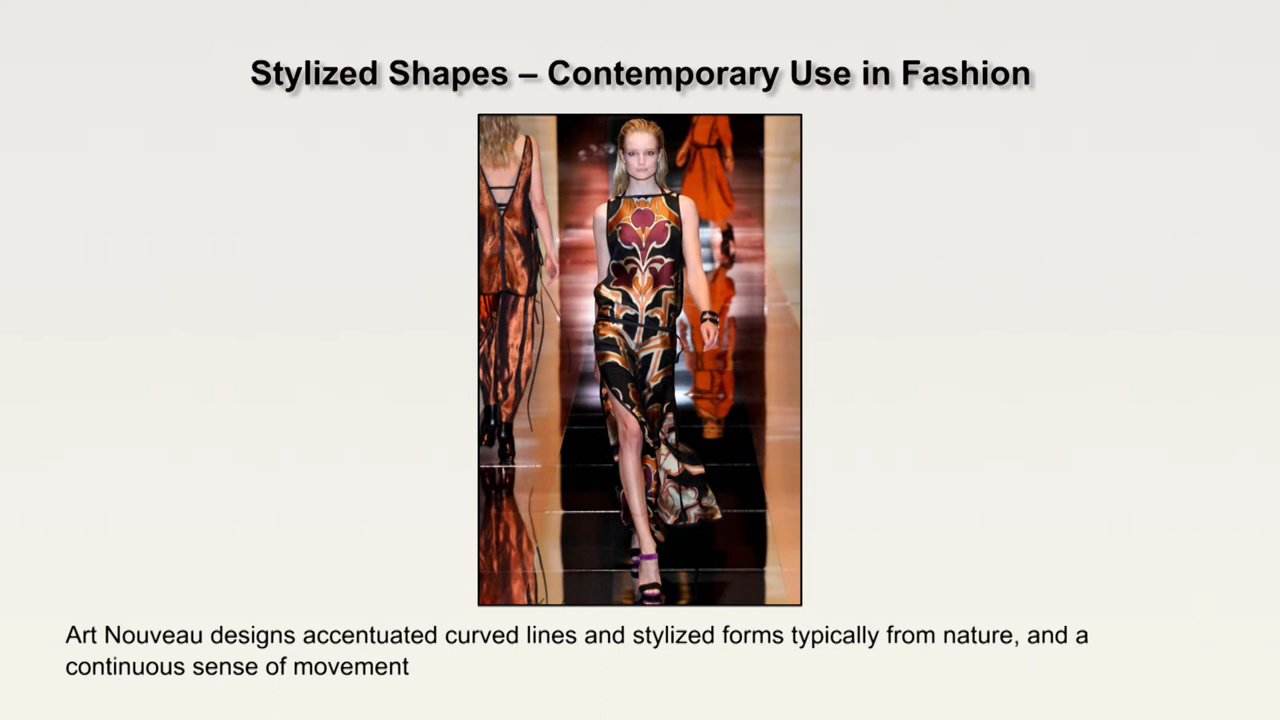 Stylized Shapes – Contemporary Use in Fashion
Art Nouveau designs accentuated curved lines and stylized forms typically from nature, and a
continuous sense of movement